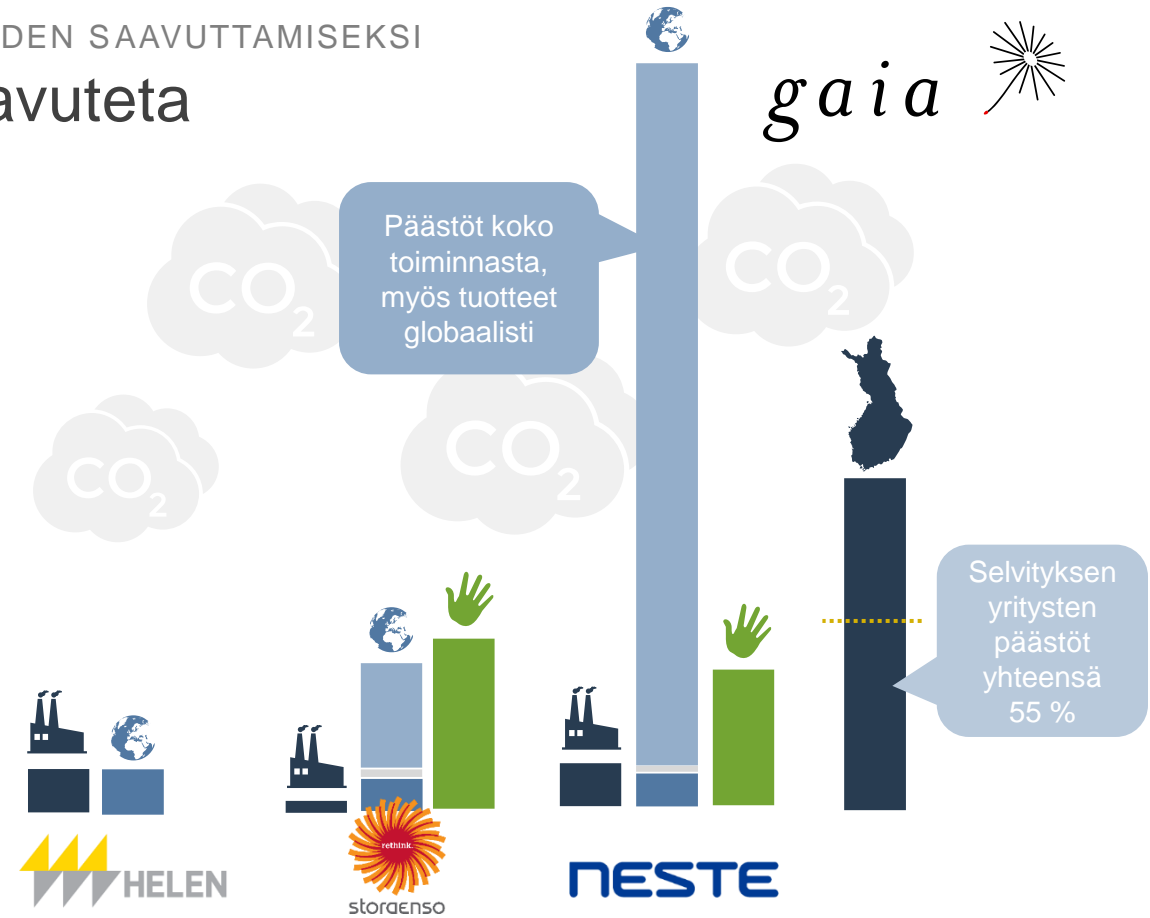 DEN SAAVUTTAMISEKSI
avuteta
gaia
Päästöt koko
toiminnasta,
myös tuotteet
globaalisti
CO2
CO2
CO2
CO2
Selvityksen
yritysten
päästöt
yhteensä
55 %
HELEN
rethink.
storaenso
NESTE